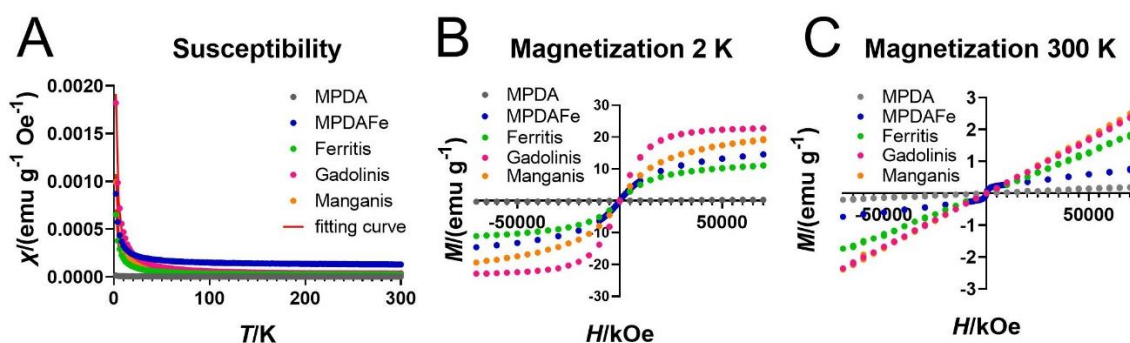 A
Susceptibility
χ/(emu g⁻¹ Oe⁻¹)
0.0020
0.0015
0.0010
0.0005
0.0000
0
100
200
300
T/K
MPDA
MPDAFe
Ferritis
Gadolinis
Manganis
fitting curve
B
Magnetization 2 K
M/(emu g⁻¹)
30
20
10
-10
-20
-30
-50000
50000
H/kOe
MPDA
MPDAFe
Ferritis
Gadolinis
Manganis
C
Magnetization 300 K
M/(emu g⁻¹)
3
2
1
-1
-2
-3
-50000
50000
H/kOe
MPDA
MPDAFe
Ferritis
Gadolinis
Manganis